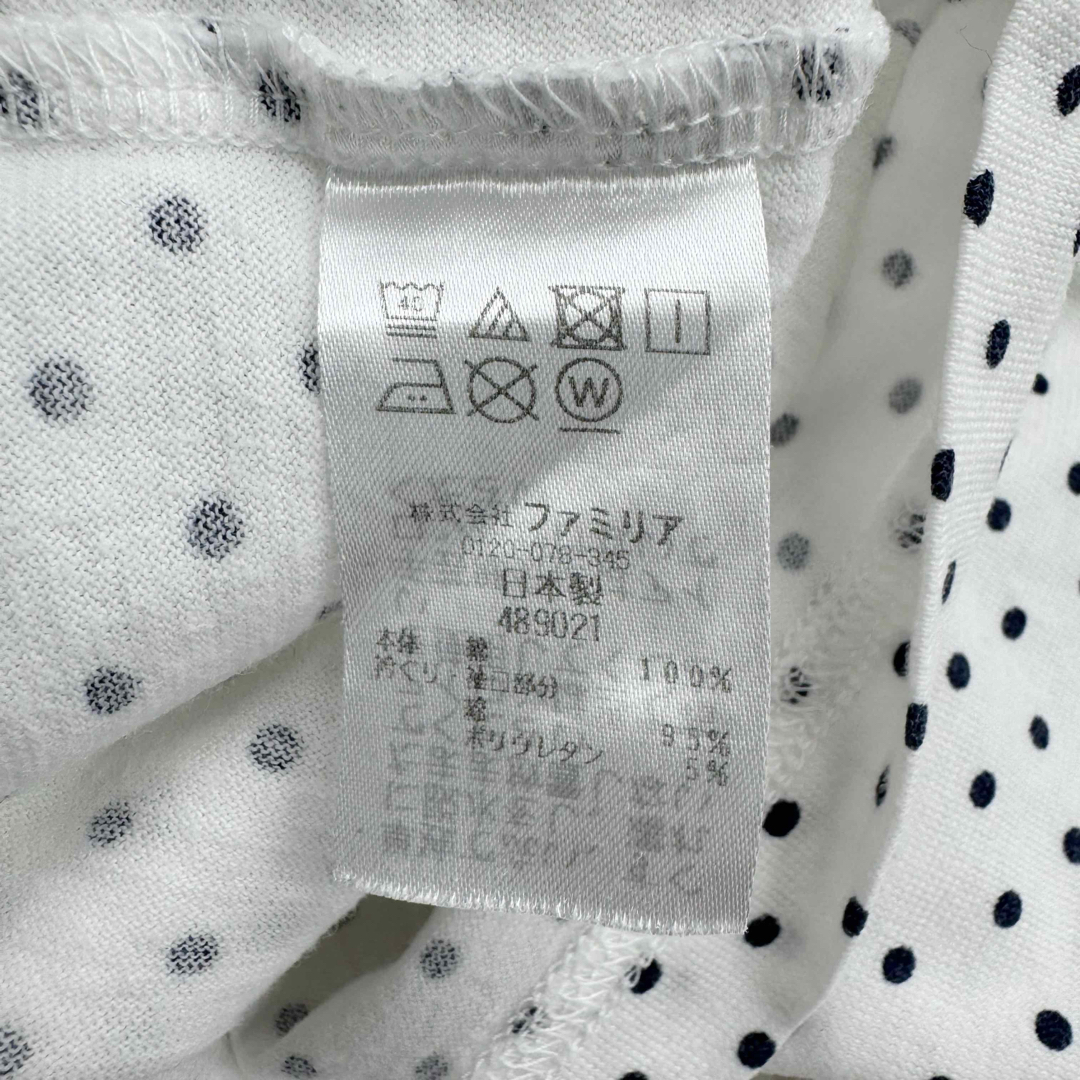 40
W
株式会社 ファミリア
0120-078-345
日本製
489021
本体 綿 100%
衿ぐり・袖口部分
綿 95%
ポリウレタン 5%